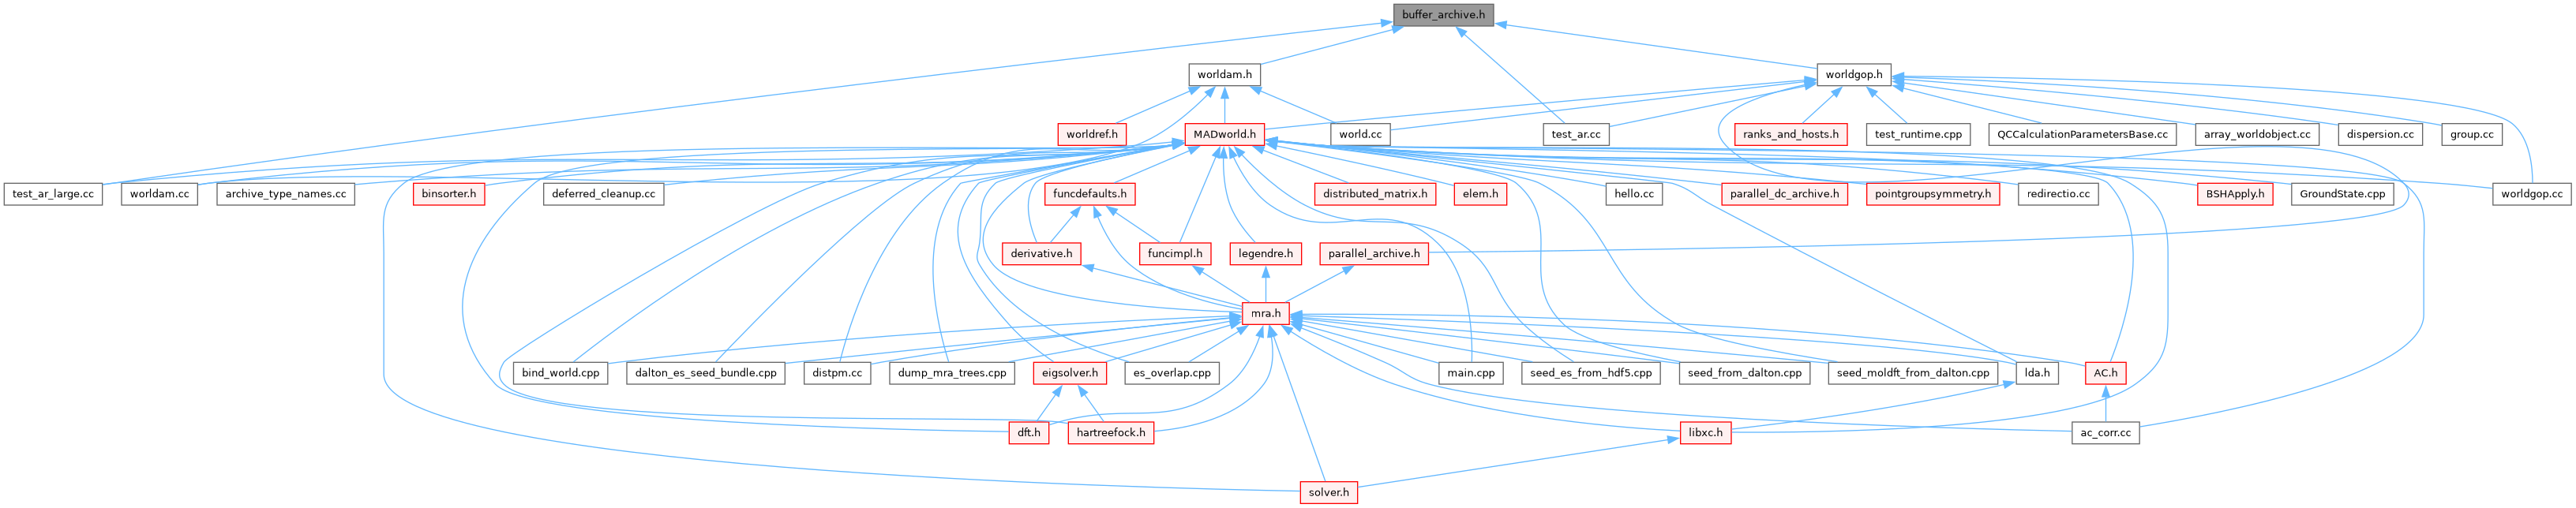 buffer_archive.h
worldam.h
worldgop.h
worldref.h
MADworld.h
world.cc
test_ar.cc
ranks_and_hosts.h
test_runtime.cpp
QCCalculationParametersBase.cc
array_worldobject.cc
dispersion.cc
group.cc
test_ar_large.cc
worldam.cc
archive_type_names.cc
binsorter.h
deferred_cleanup.cc
funcdefaults.h
distributed_matrix.h
elem.h
hello.cc
parallel_dc_archive.h
pointgroupsymmetry.h
redirectio.cc
BSHApply.h
GroundState.cpp
worldgop.cc
derivative.h
funcimpl.h
legendre.h
parallel_archive.h
mra.h
bind_world.cpp
dalton_es_seed_bundle.cpp
distpm.cc
dump_mra_trees.cpp
eigsolver.h
es_overlap.cpp
main.cpp
seed_es_from_hdf5.cpp
seed_from_dalton.cpp
seed_moldft_from_dalton.cpp
lda.h
AC.h
dft.h
hartreefock.h
libxc.h
ac_corr.cc
solver.h